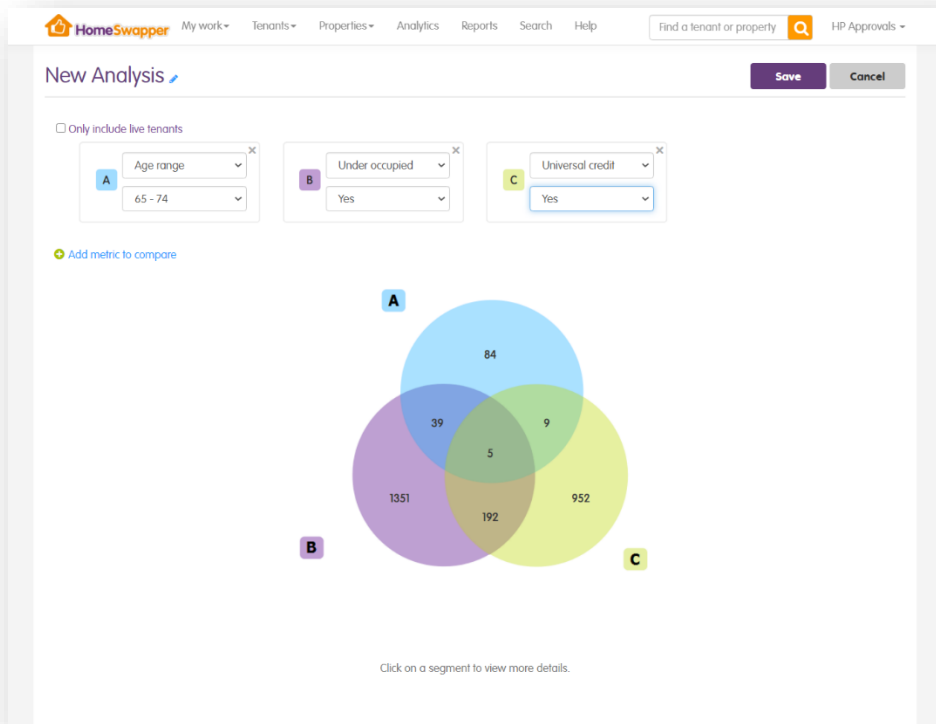 HomeSwapper My work Tenants Properties Analytics Reports Search Help Find a tenant or property HP Approvals
New Analysis Save Cancel
Only include live tenants
A Age range B Under occupied C Universal credit
65 - 74 Yes Yes
Add metric to compare
A
84
39 9
5
1351 952
192
B
C
Click on a segment to view more details.